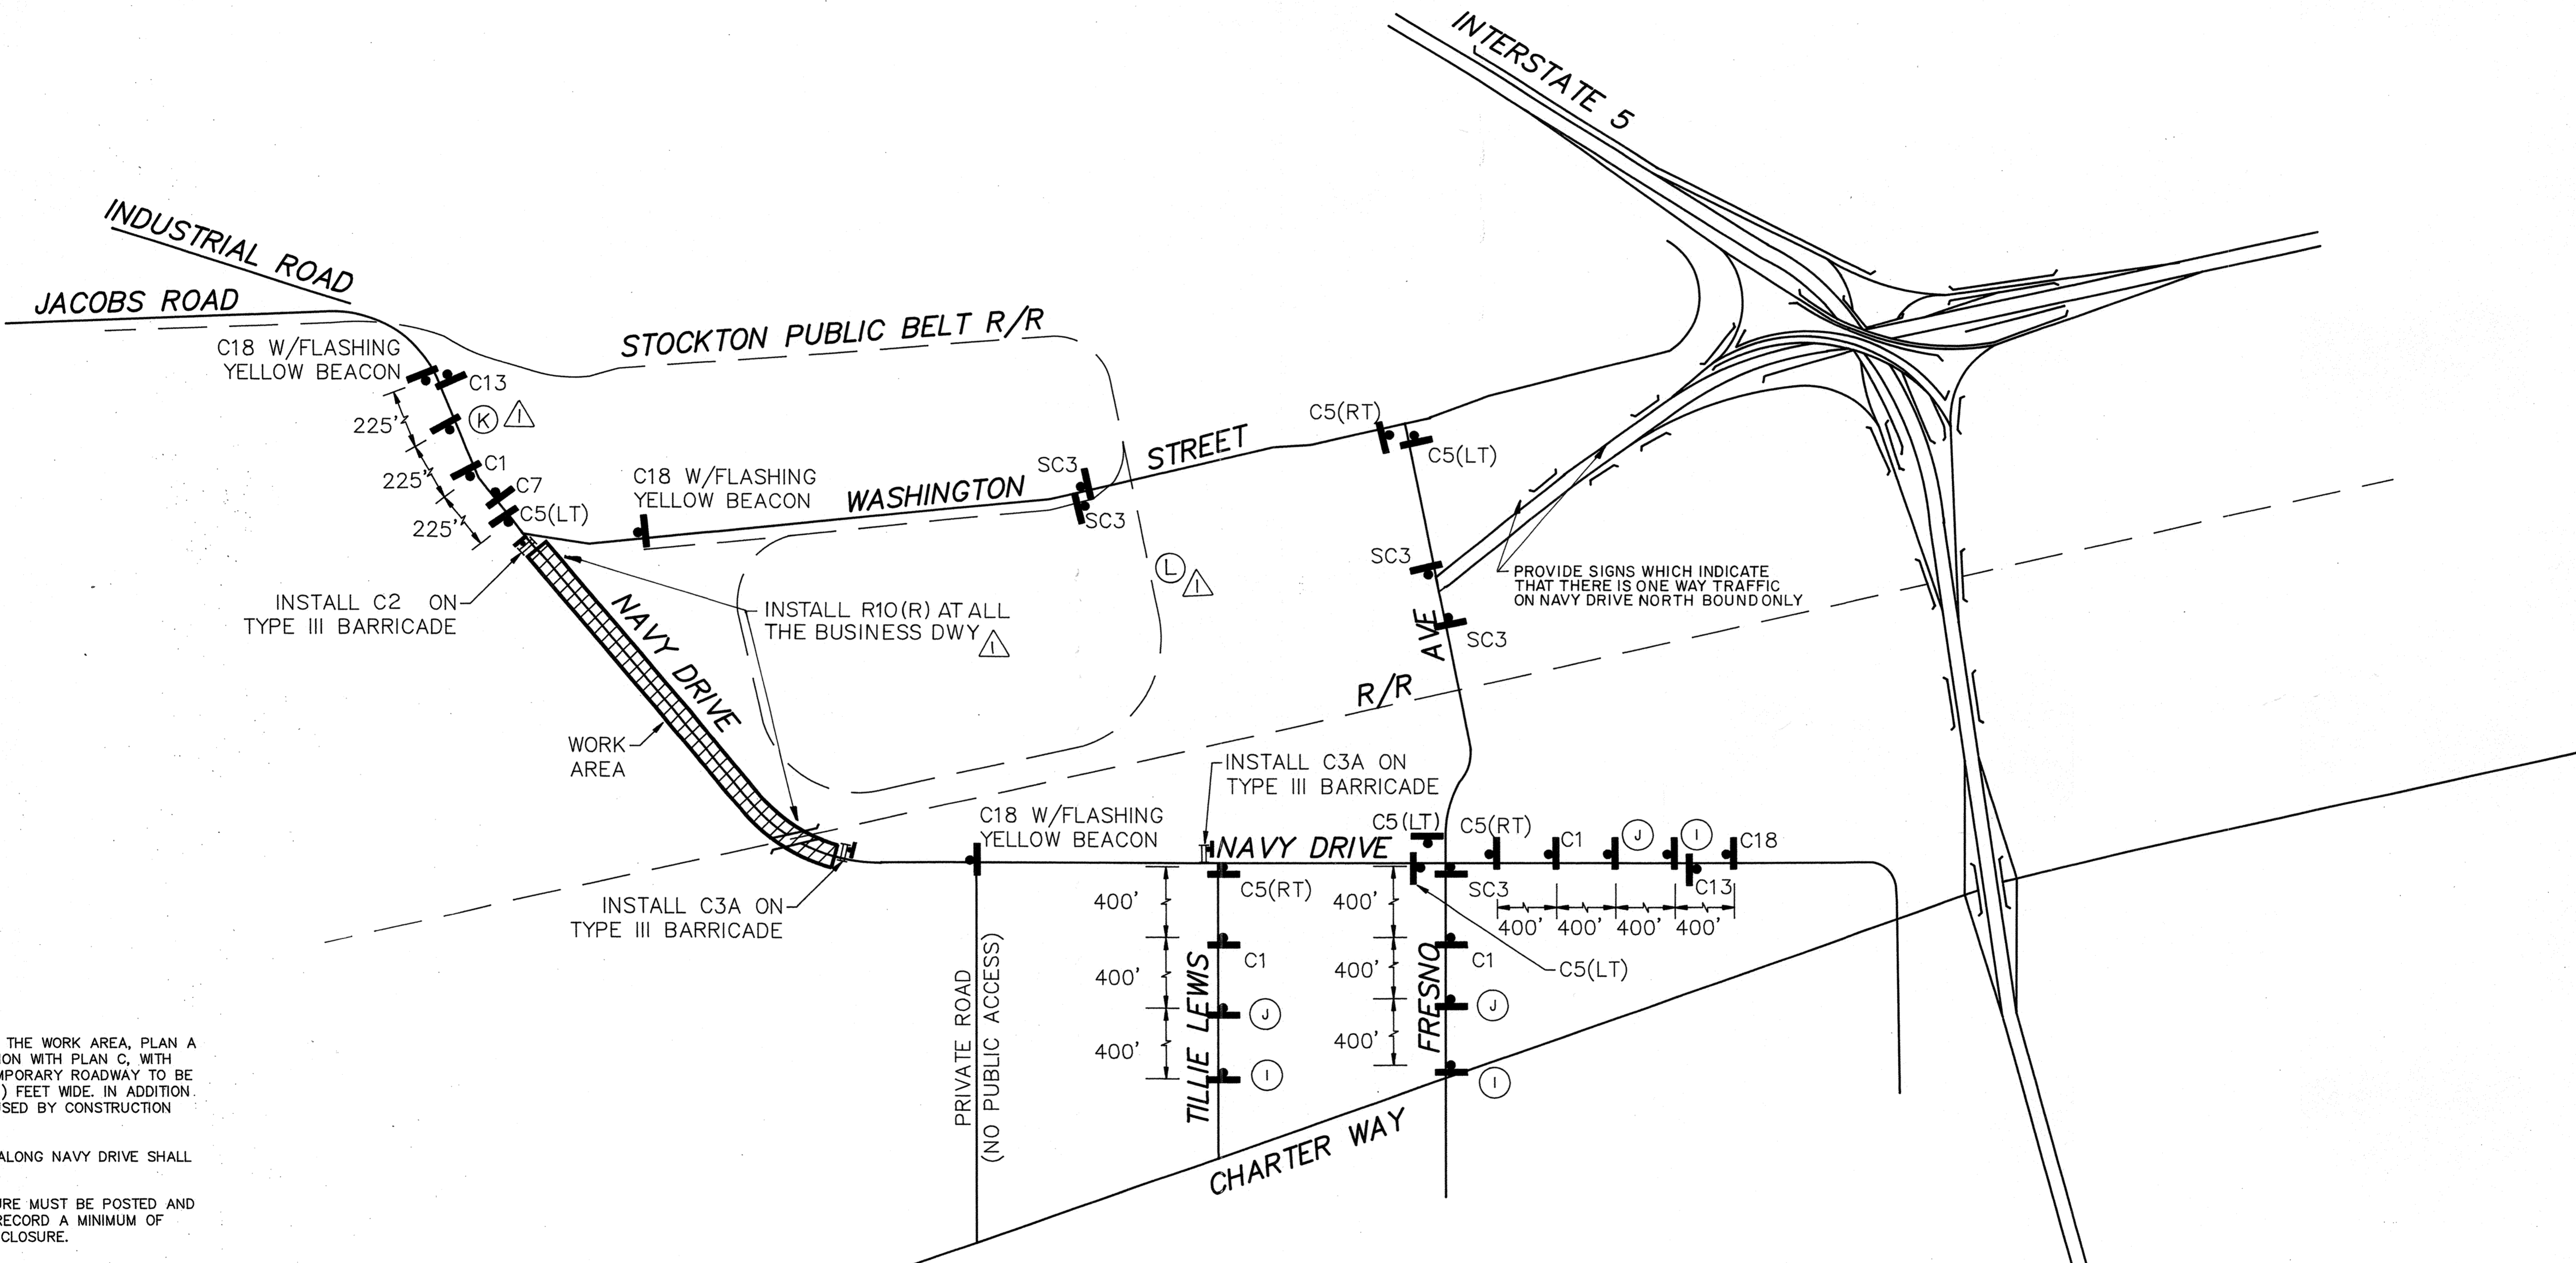 INTERSTATE 5
INDUSTRIAL ROAD
JACOBS ROAD
STOCKTON PUBLIC BELT R/R
C18 W/FLASHING
YELLOW BEACON
C13
225'
K
1
C1
225'
C7
C5(LT)
225'
C18 W/FLASHING
YELLOW BEACON
WASHINGTON STREET
SC3
SC3
C5(RT)
C5(LT)
SC3
SC3
L
1
PROVIDE SIGNS WHICH INDICATE
THAT THERE IS ONE WAY TRAFFIC
ON NAVY DRIVE NORTH BOUND ONLY
INSTALL C2 ON
TYPE III BARRICADE
INSTALL R10(R) AT ALL
THE BUSINESS DWY
1
NAVY DRIVE
AVE
R/R
WORK
AREA
INSTALL C3A ON
TYPE III BARRICADE
C18 W/FLASHING
YELLOW BEACON
NAVY DRIVE
C5(LT)
C5(RT)
C1
J
I
C18
C13
SC3
C5(RT)
400'
400'
400' 400' 400' 400'
INSTALL C3A ON
TYPE III BARRICADE
C5(LT)
PRIVATE ROAD
(NO PUBLIC ACCESS)
TILLIE LEWIS
FRESNO
C1
C1
400'
400'
J
J
400'
400'
I
I
CHARTER WAY
THE WORK AREA, PLAN A
ION WITH PLAN C, WITH
MPORARY ROADWAY TO BE
) FEET WIDE. IN ADDITION
USED BY CONSTRUCTION
ALONG NAVY DRIVE SHALL
URE MUST BE POSTED AND
RECORD A MINIMUM OF
CLOSURE.